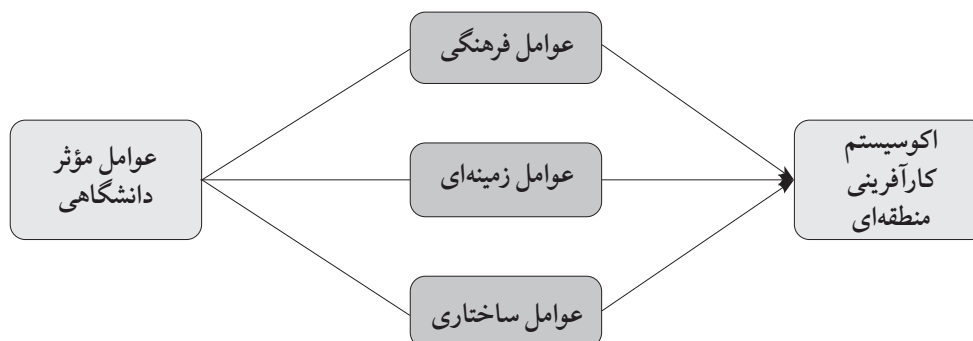 عوامل فرهنگی
اکوسیستم
کارآفرینی
منطقه‌ای
عوامل زمینه‌ای
عوامل مؤثر
دانشگاهی
عوامل ساختاری